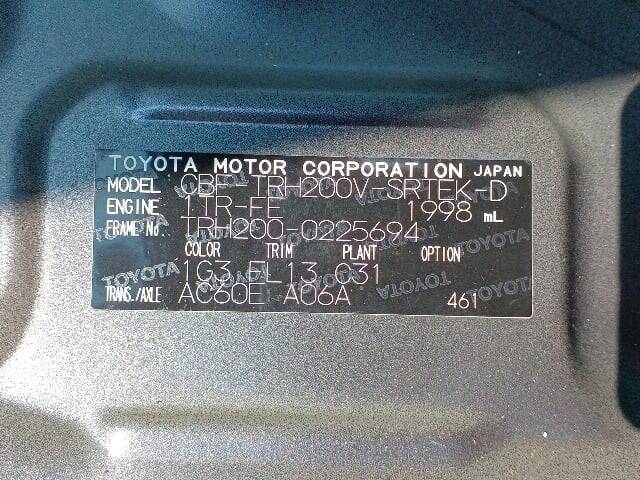 TOYOTA MOTOR CORPORATION JAPAN
MODEL CBF-TRH200V-SRTEK-D
ENGINE 1TR-FE 1998 mL
FRAME No. TRH200-0225694
COLOR TRIM PLANT OPTION
1G3 FL13 C31
TRANS./AXLE AC60E A06A 461